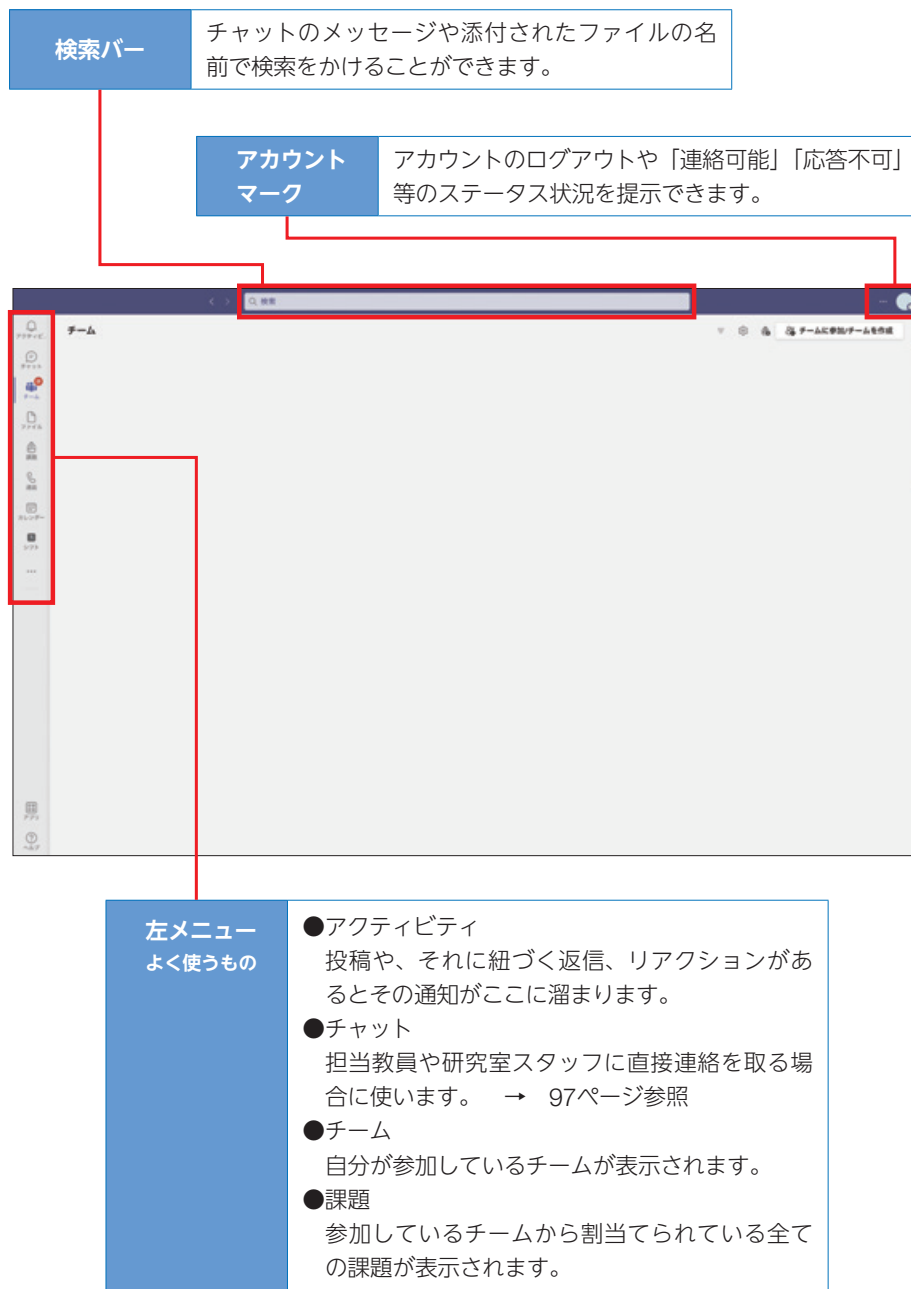 検索バー
チャットのメッセージや添付されたファイルの名
前で検索をかけることができます。
アカウント
マーク
アカウントのログアウトや「連絡可能」「応答不可」
等のステータス状況を提示できます。
検索
アクティビ...
チーム
チームに参加/チームを作成
チャット
チーム
ファイル
課題
通話
カレンダー
シフト
...
アプリ
ヘルプ
左メニュー
よく使うもの
●アクティビティ
投稿や、それに紐づく返信、リアクションがあ
るとその通知がここに溜まります。
●チャット
担当教員や研究室スタッフに直接連絡を取る場
合に使います。　→　97ページ参照
●チーム
自分が参加しているチームが表示されます。
●課題
参加しているチームから割当てられている全て
の課題が表示されます。